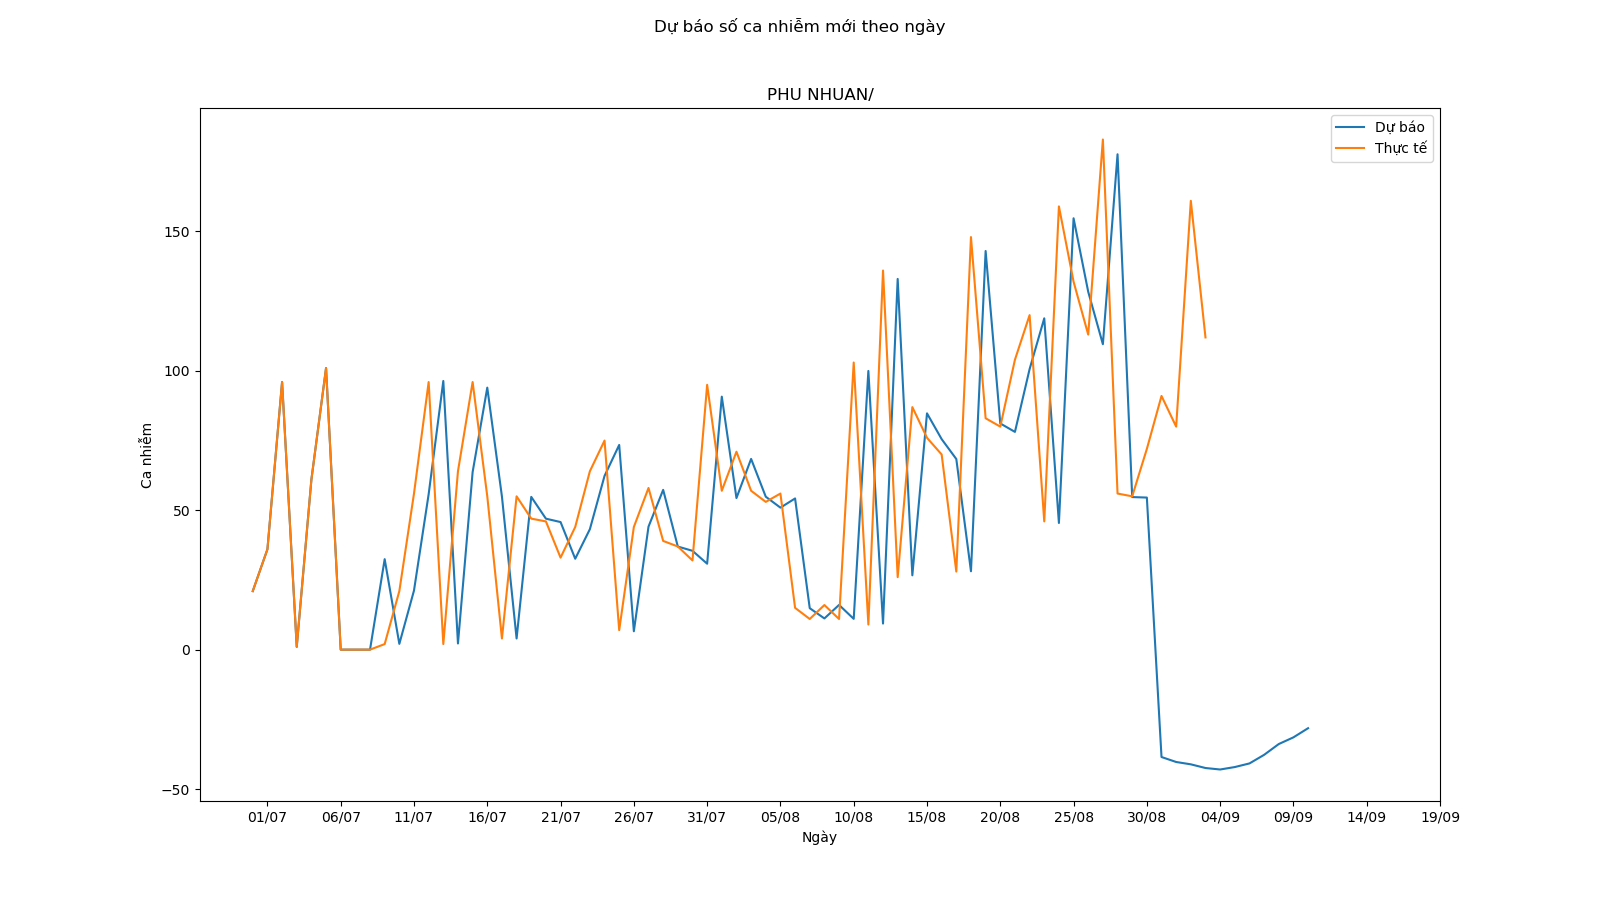 Dự báo số ca nhiễm mới theo ngày
PHU NHUAN/
Dự báo
Thực tế
150
100
50
0
−50
Ca nhiễm
01/07 06/07 11/07 16/07 21/07 26/07 31/07 05/08 10/08 15/08 20/08 25/08 30/08 04/09 09/09 14/09 19/09
Ngày